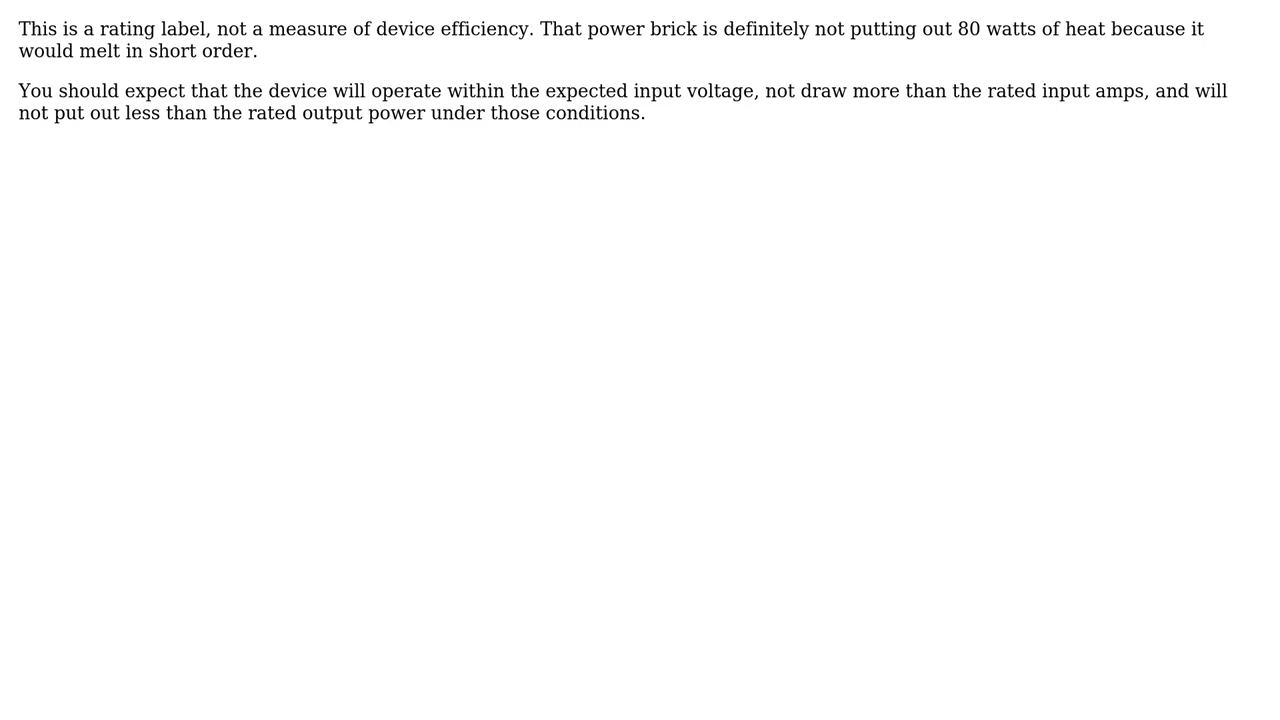 This is a rating label, not a measure of device efficiency. That power brick is definitely not putting out 80 watts of heat because it
would melt in short order.
You should expect that the device will operate within the expected input voltage, not draw more than the rated input amps, and will
not put out less than the rated output power under those conditions.